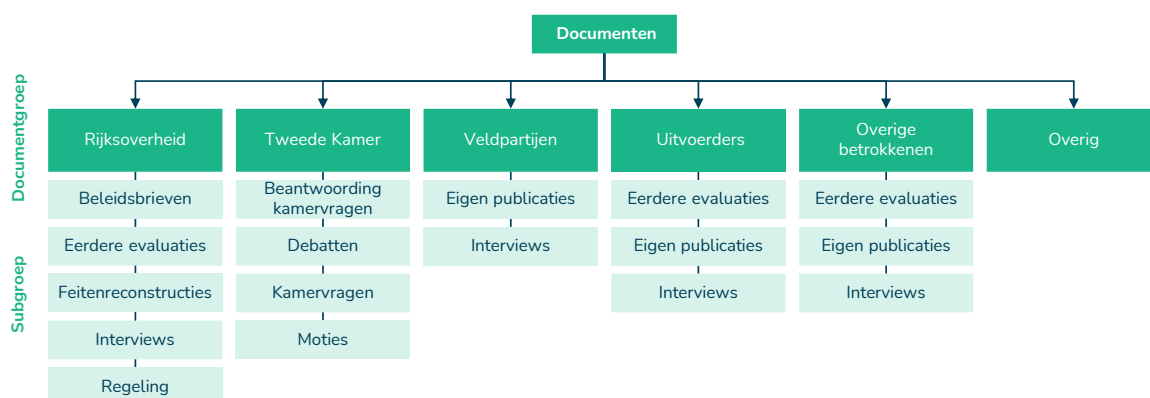 Documenten
Documentgroep
Rijksoverheid
Tweede Kamer
Veldpartijen
Uitvoerders
Overige
betrokkenen
Overig
Subgroep
Beleidsbrieven
Eerdere evaluaties
Feitenreconstructies
Interviews
Regeling
Beantwoording
kamervragen
Debatten
Kamervragen
Moties
Eigen publicaties
Interviews
Eerdere evaluaties
Eigen publicaties
Interviews
Eerdere evaluaties
Eigen publicaties
Interviews